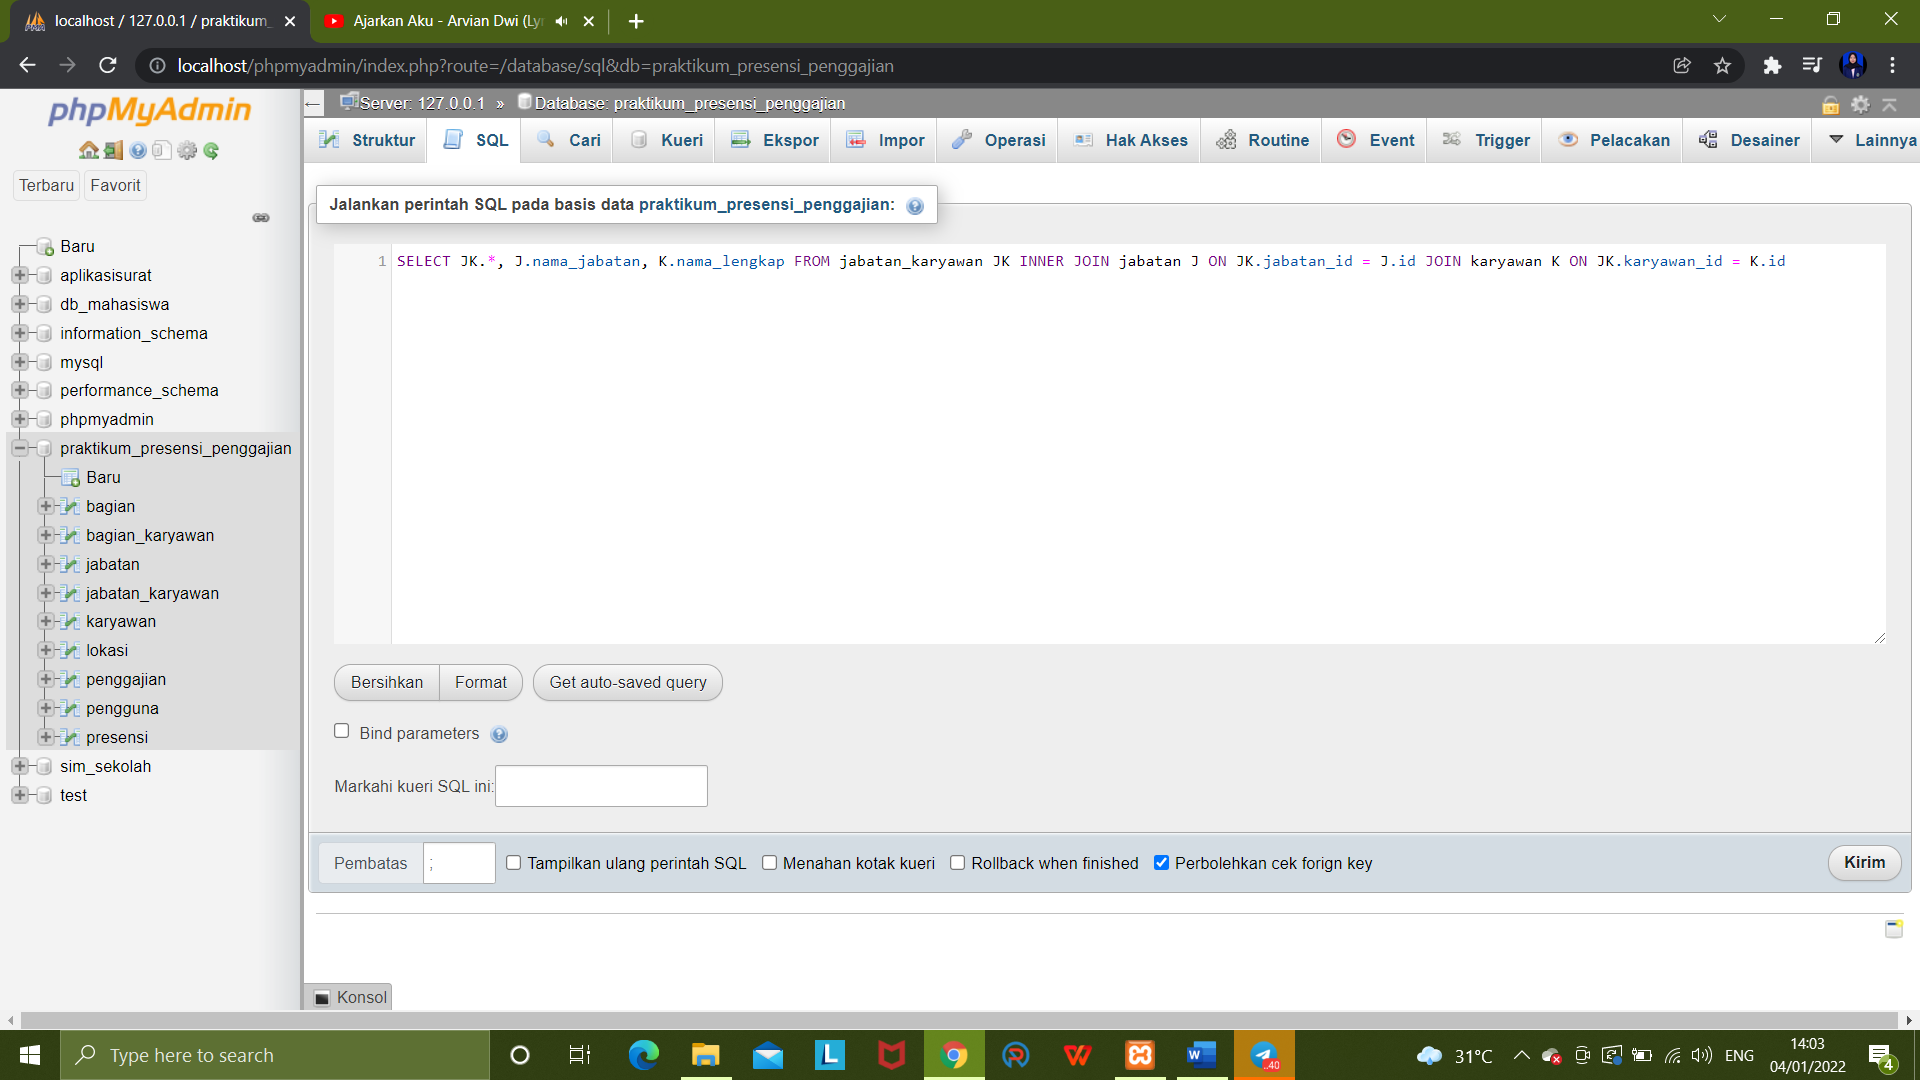 localhost / 127.0.0.1 / praktikum_
Ajarkan Aku - Arvian Dwi (Ly
localhost/phpmyadmin/index.php?route=/database/sql&db=praktikum_presensi_penggajian
phpMyAdmin
Terbaru Favorit
Baru
aplikasisurat
db_mahasiswa
information_schema
mysql
performance_schema
phpmyadmin
praktikum_presensi_penggajian
Baru
bagian
bagian_karyawan
jabatan
jabatan_karyawan
karyawan
lokasi
penggajian
pengguna
presensi
sim_sekolah
test
Server: 127.0.0.1 » Database: praktikum_presensi_penggajian
Struktur SQL Cari Kueri Ekspor Impor Operasi Hak Akses Routine Event Trigger Pelacakan Desainer Lainnya
Jalankan perintah SQL pada basis data praktikum_presensi_penggajian:
1 SELECT JK.*, J.nama_jabatan, K.nama_lengkap FROM jabatan_karyawan JK INNER JOIN jabatan J ON JK.jabatan_id = J.id JOIN karyawan K ON JK.karyawan_id = K.id
Bersihkan Format Get auto-saved query
Bind parameters
Markahi kueri SQL ini:
Pembatas ; Tampilkan ulang perintah SQL Menahan kotak kueri Rollback when finished Perbolehkan cek forign key Kirim
Konsol
Type here to search
31°C ENG
14:03
04/01/2022
4
..40